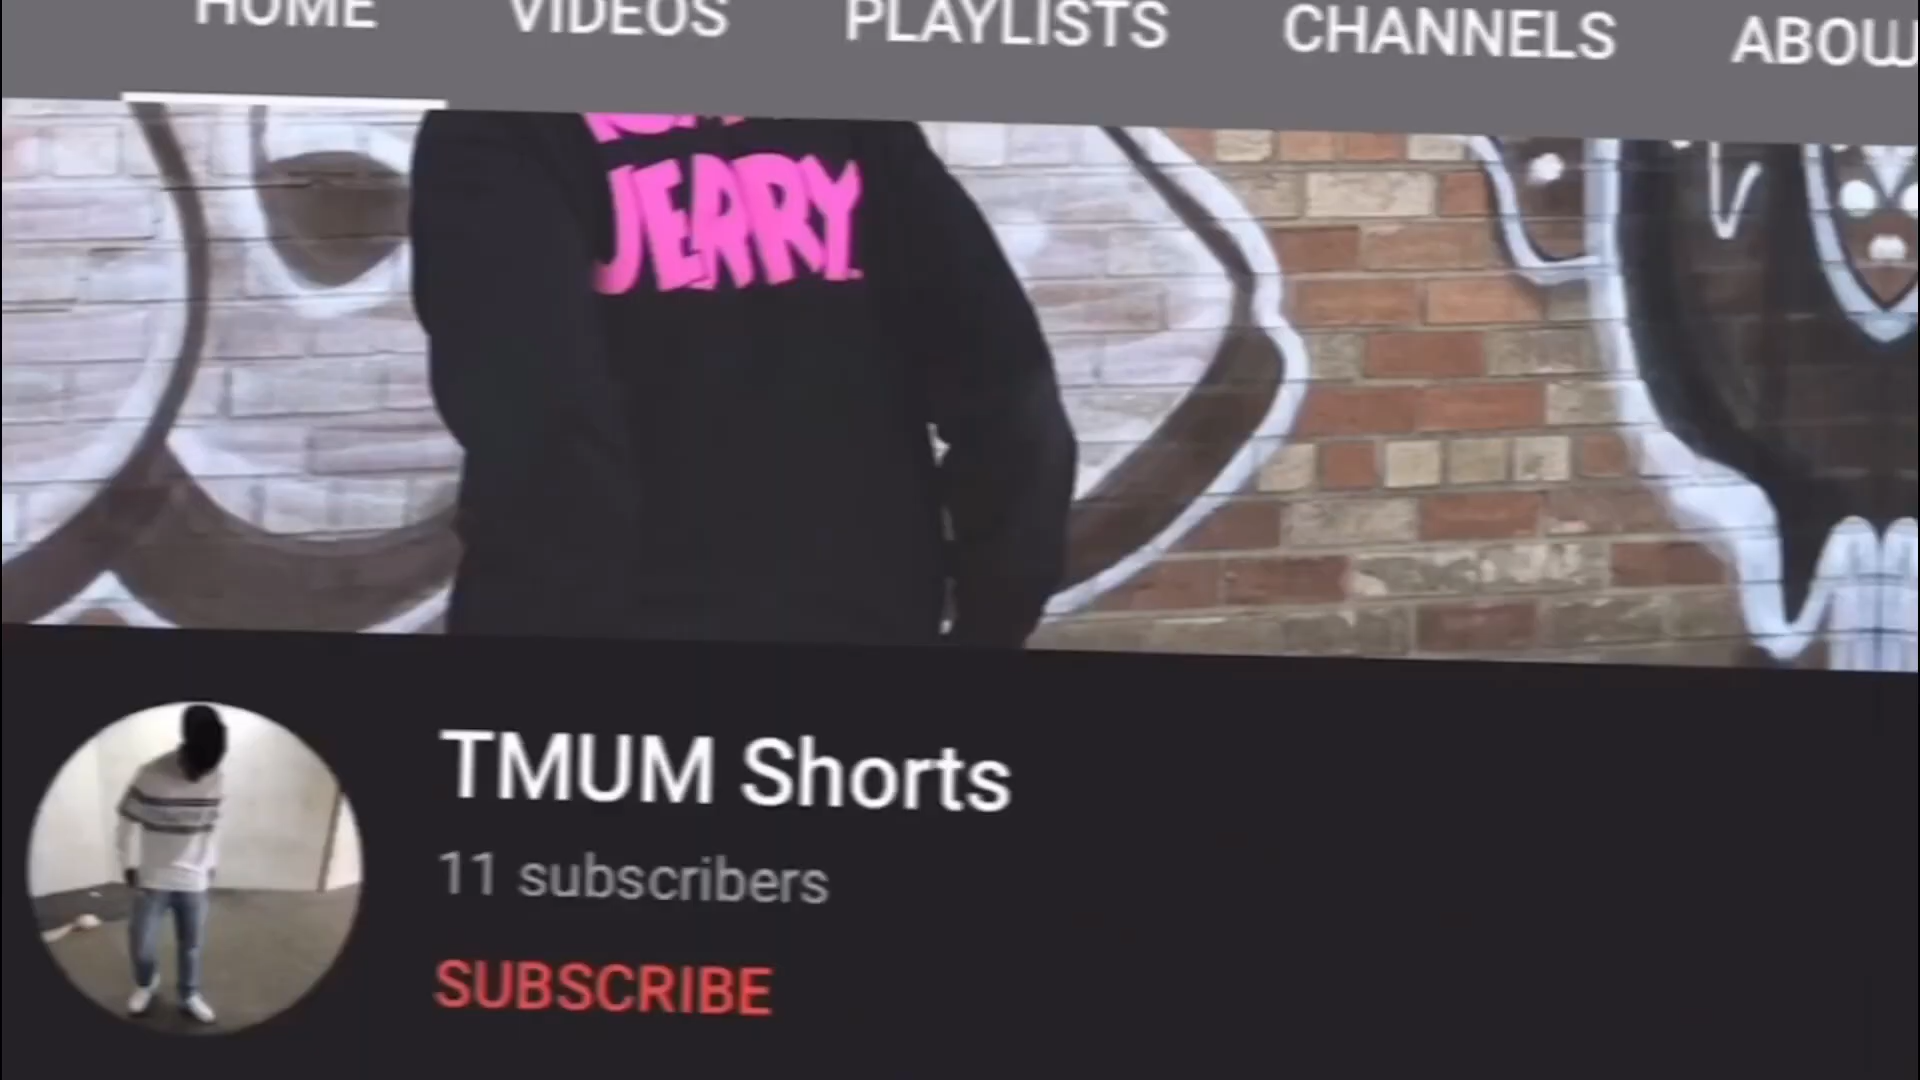 HOME VIDEOS PLAYLISTS CHANNELS
JERRY
TMUM Shorts
11 subscribers
SUBSCRIBE